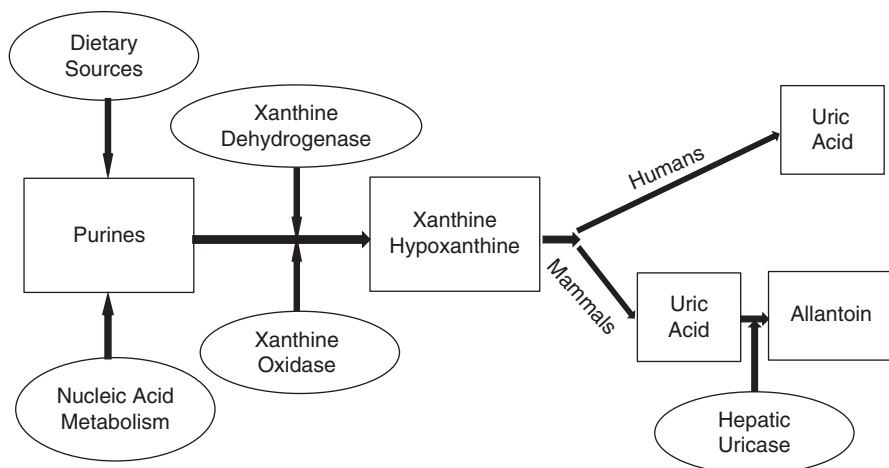 Dietary
Sources
Xanthine
Dehydrogenase
Uric
Acid
Humans
Purines
Xanthine
Hypoxanthine
Mammals
Uric
Acid
Allantoin
Xanthine
Oxidase
Nucleic Acid
Metabolism
Hepatic
Uricase